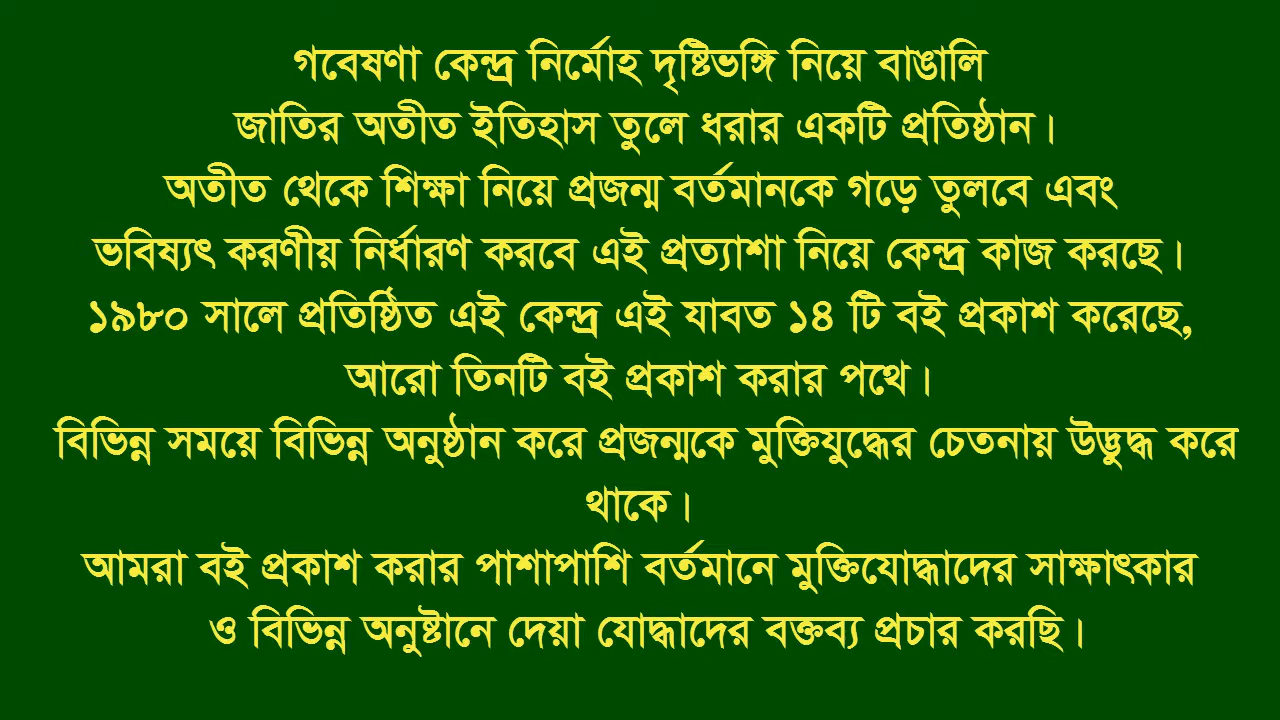 গবেষণা কেন্দ্র নির্মোহ দৃষ্টিভঙ্গি নিয়ে বাঙালি
জাতির অতীত ইতিহাস তুলে ধরার একটি প্রতিষ্ঠান।
অতীত থেকে শিক্ষা নিয়ে প্রজন্ম বর্তমানকে গড়ে তুলবে এবং
ভবিষ্যৎ করণীয় নির্ধারণ করবে এই প্রত্যাশা নিয়ে কেন্দ্র কাজ করছে।
১৯৮০ সালে প্রতিষ্ঠিত এই কেন্দ্র এই যাবত ১৪ টি বই প্রকাশ করেছে,
আরো তিনটি বই প্রকাশ করার পথে।
বিভিন্ন সময়ে বিভিন্ন অনুষ্ঠান করে প্রজন্মকে মুক্তিযুদ্ধের চেতনায় উদ্ভুদ্ধ করে
থাকে।
আমরা বই প্রকাশ করার পাশাপাশি বর্তমানে মুক্তিযোদ্ধাদের সাক্ষাৎকার
ও বিভিন্ন অনুষ্টানে দেয়া যোদ্ধাদের বক্তব্য প্রচার করছি।